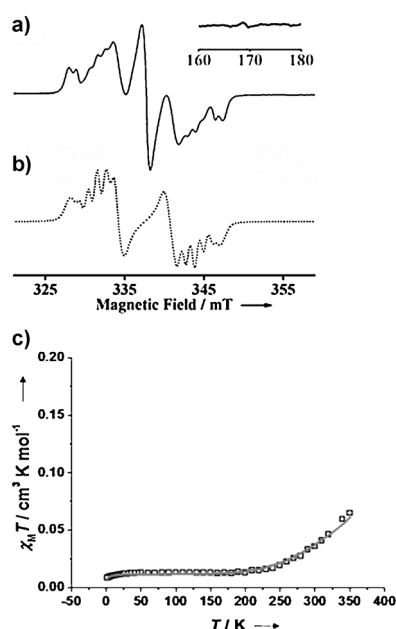 a)
160 170 180
b)
325 335 345 355
Magnetic Field / mT →
c)
0.20
0.15
0.10
0.05
0.00
χ_M T / cm³ K mol⁻¹ →
-50 0 50 100 150 200 250 300 350 400
T / K →